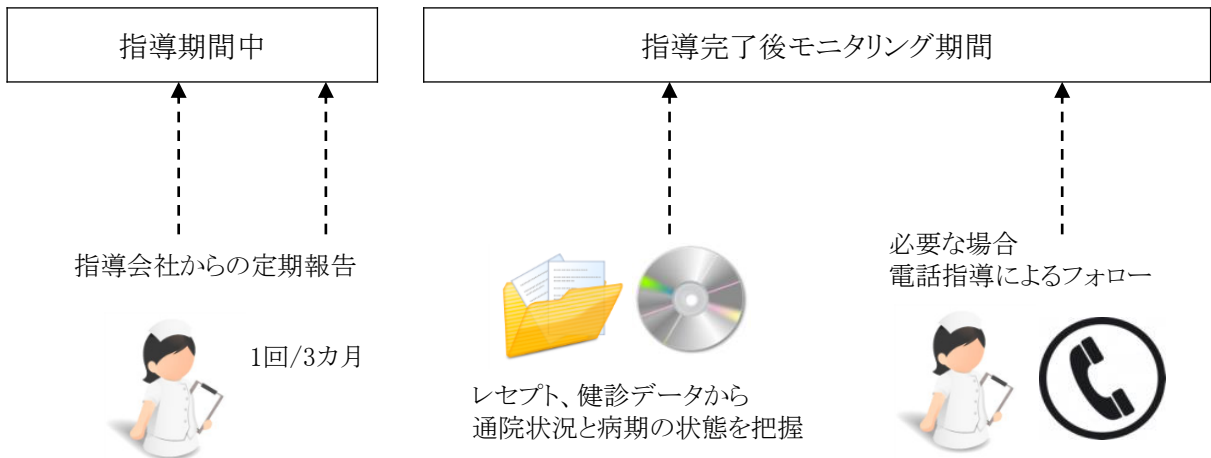 指導期間中
指導完了後モニタリング期間
指導会社からの定期報告
1回/3カ月
レセプト、健診データから
通院状況と病期の状態を把握
必要な場合
電話指導によるフォロー